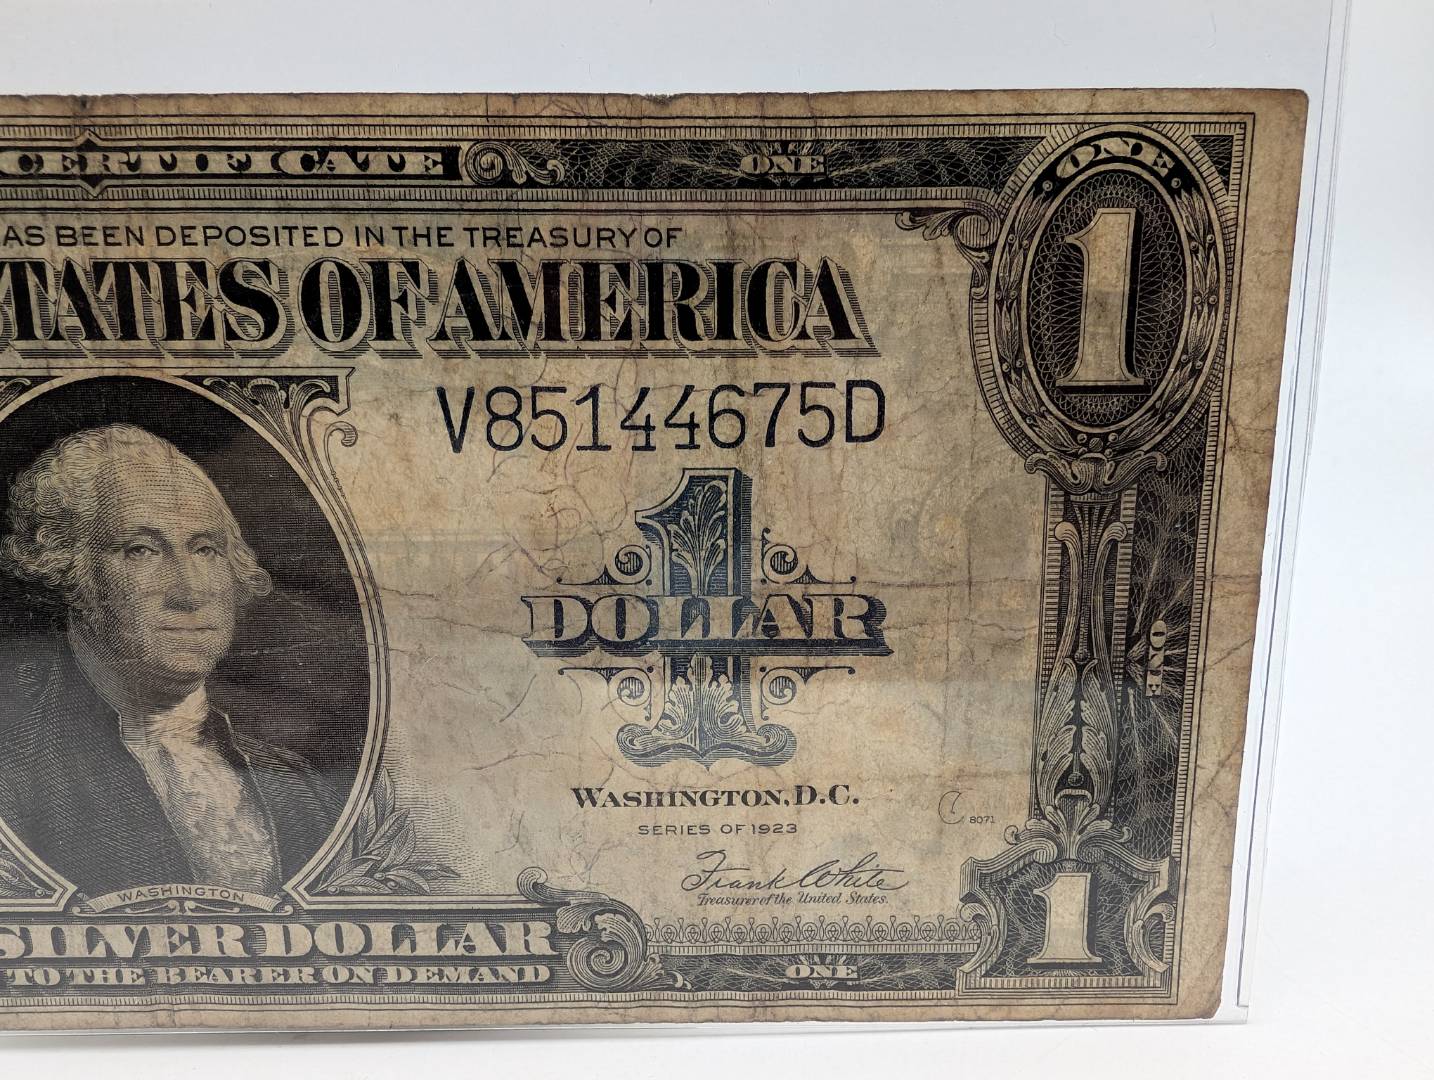 CERTIFICATE
ONE
ONE
1
AS BEEN DEPOSITED IN THE TREASURY OF
TATES OF AMERICA
V85144675D
1
DOLLAR
ONE
WASHINGTON, D.C.
SERIES OF 1923
C 8071
Frank White
Treasurer of the United States.
WASHINGTON
SILVER DOLLAR
TO THE BEARER ON DEMAND
ONE
1